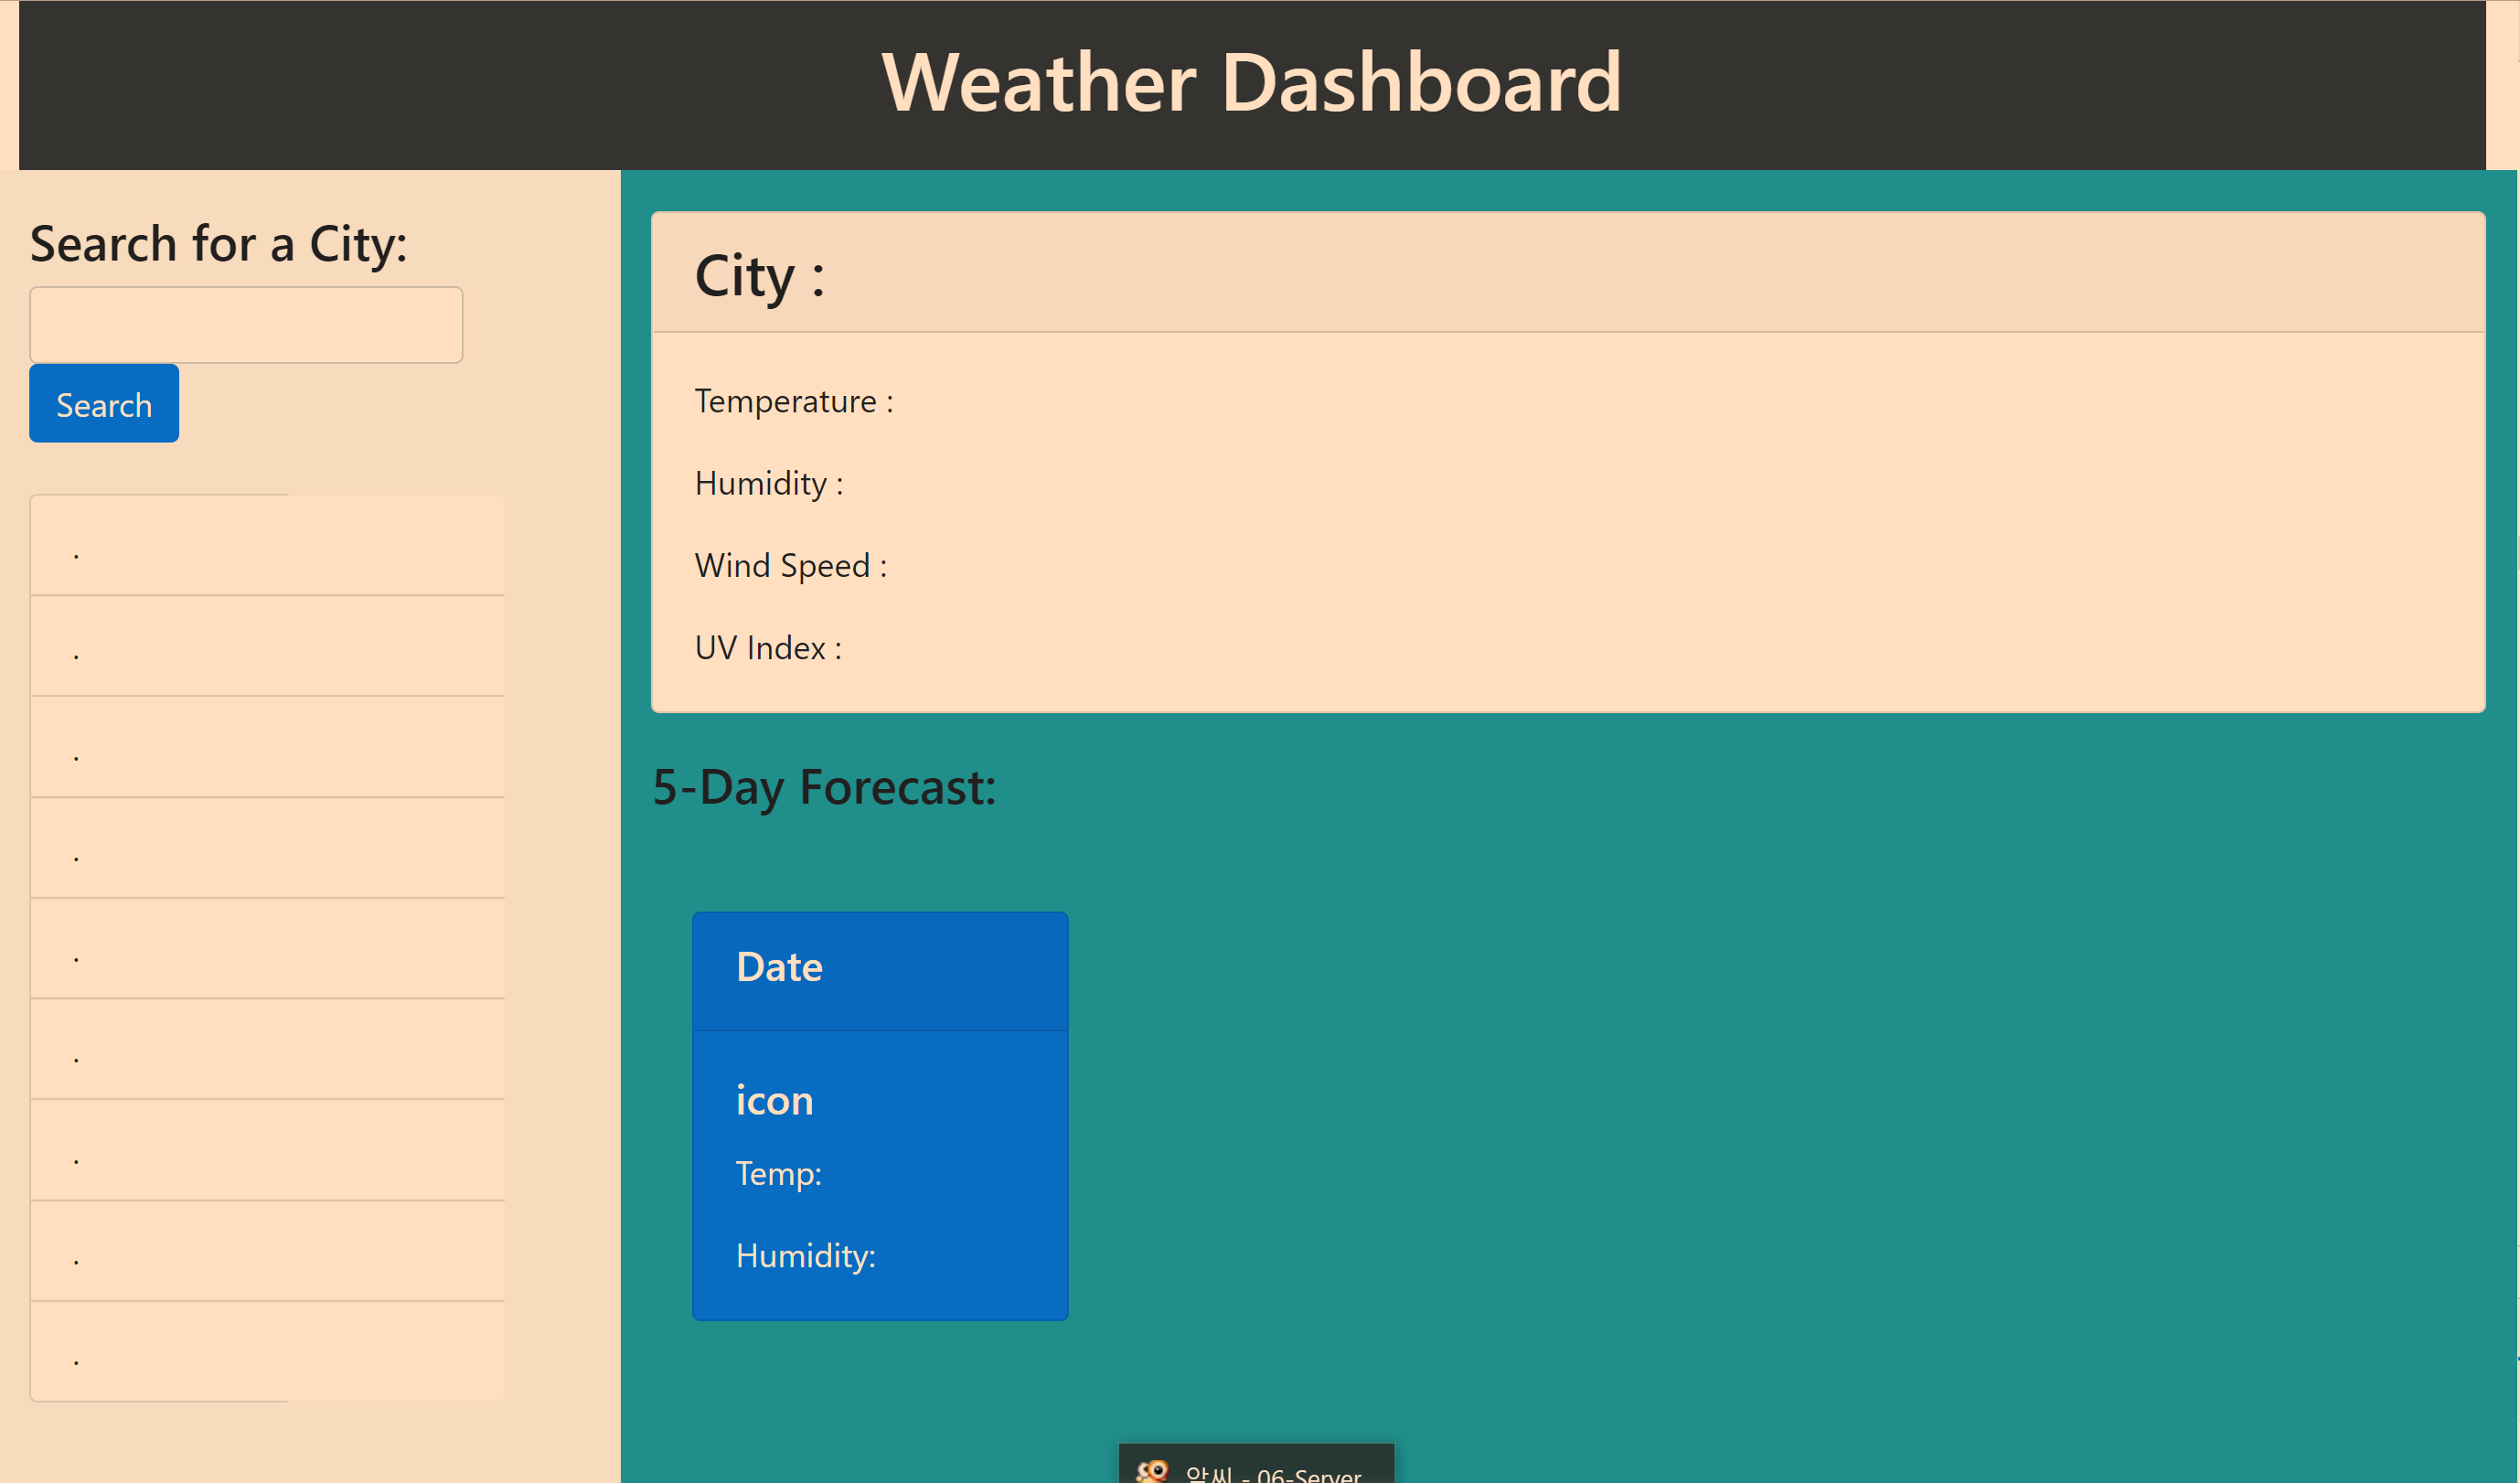 Weather Dashboard
Search for a City:
Search
.
.
.
.
.
.
.
.
.
City :
Temperature :
Humidity :
Wind Speed :
UV Index :
5-Day Forecast:
Date
icon
Temp:
Humidity:
알씨 - 06-Server